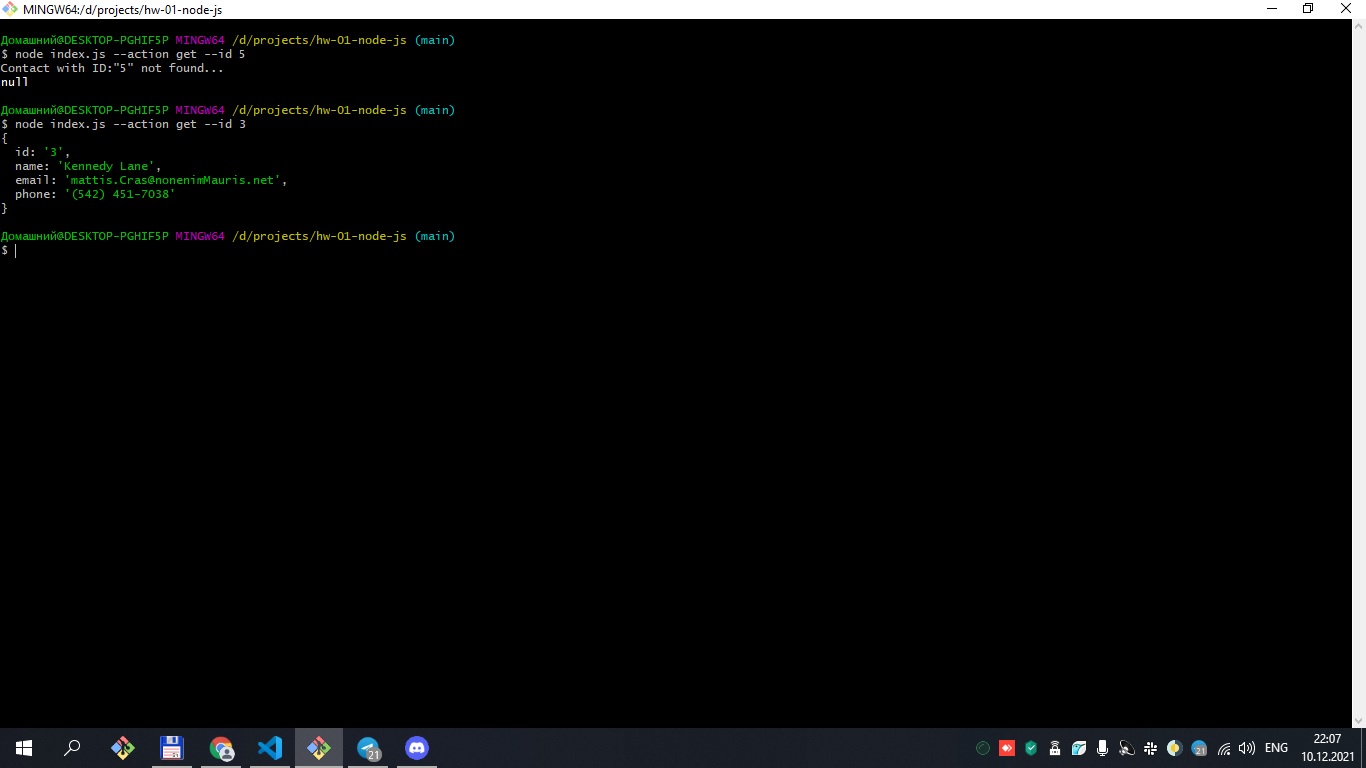 MINGW64:/d/projects/hw-01-node-js
Домашний@DESKTOP-PGHIF5P MINGW64 /d/projects/hw-01-node-js (main)
$ node index.js --action get --id 5
Contact with ID:"5" not found...
null
Домашний@DESKTOP-PGHIF5P MINGW64 /d/projects/hw-01-node-js (main)
$ node index.js --action get --id 3
{
  id: '3',
  name: 'Kennedy Lane',
  email: 'mattis.Cras@nonenimMauris.net',
  phone: '(542) 451-7038'
}
Домашний@DESKTOP-PGHIF5P MINGW64 /d/projects/hw-01-node-js (main)
$
21
21
ENG
22:07
10.12.2021